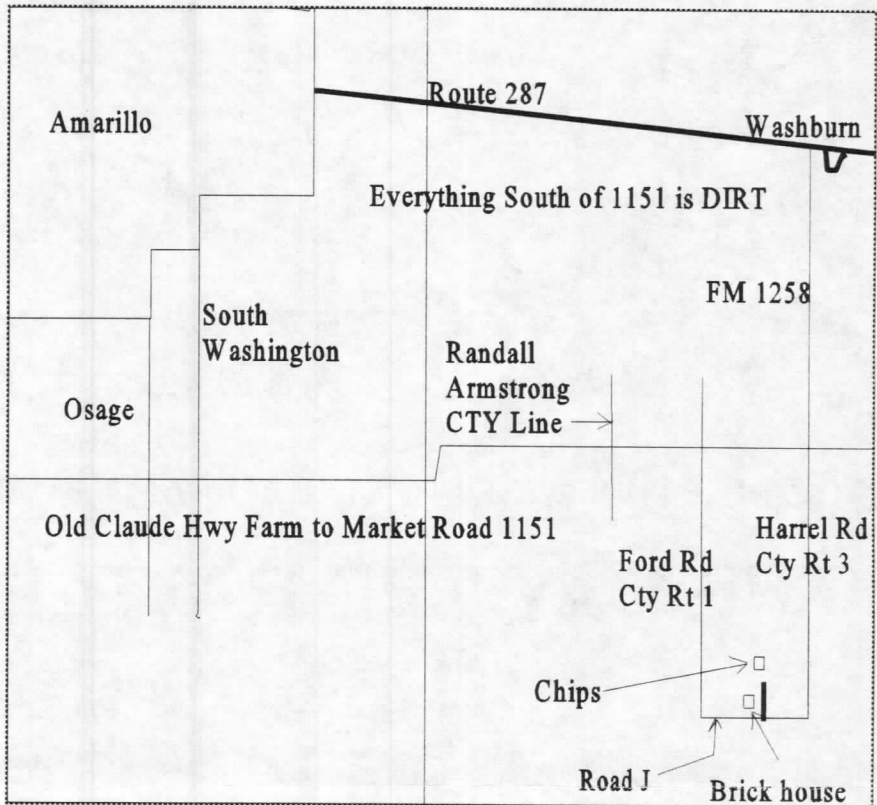 Route 287
Amarillo
Washburn
Everything South of 1151 is DIRT
FM 1258
South
Washington
Randall
Armstrong
CTY Line
Osage
Old Claude Hwy Farm to Market Road 1151
Harrel Rd
Cty Rt 3
Ford Rd
Cty Rt 1
Chips
Road J
Brick house